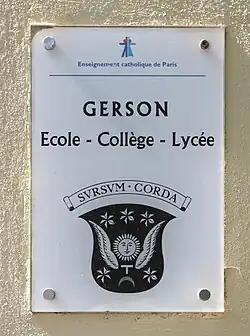 Enseignement catholique de Paris
GERSON
Ecole - Collège - Lycée
SVRSVM · CORDA